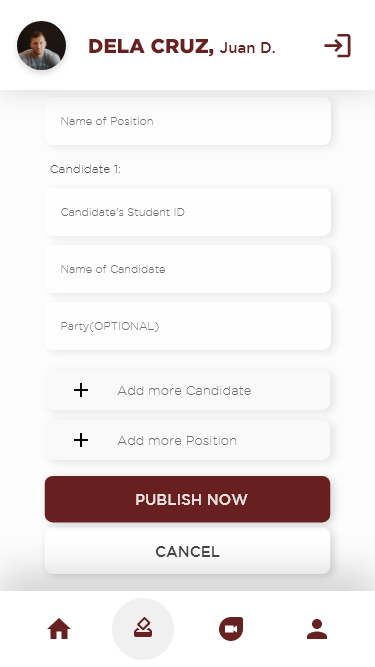 DELA CRUZ, Juan D.
Name of Position
Candidate 1:
Candidate's Student ID
Name of Candidate
Party(OPTIONAL)
Add more Candidate
Add more Position
PUBLISH NOW
CANCEL